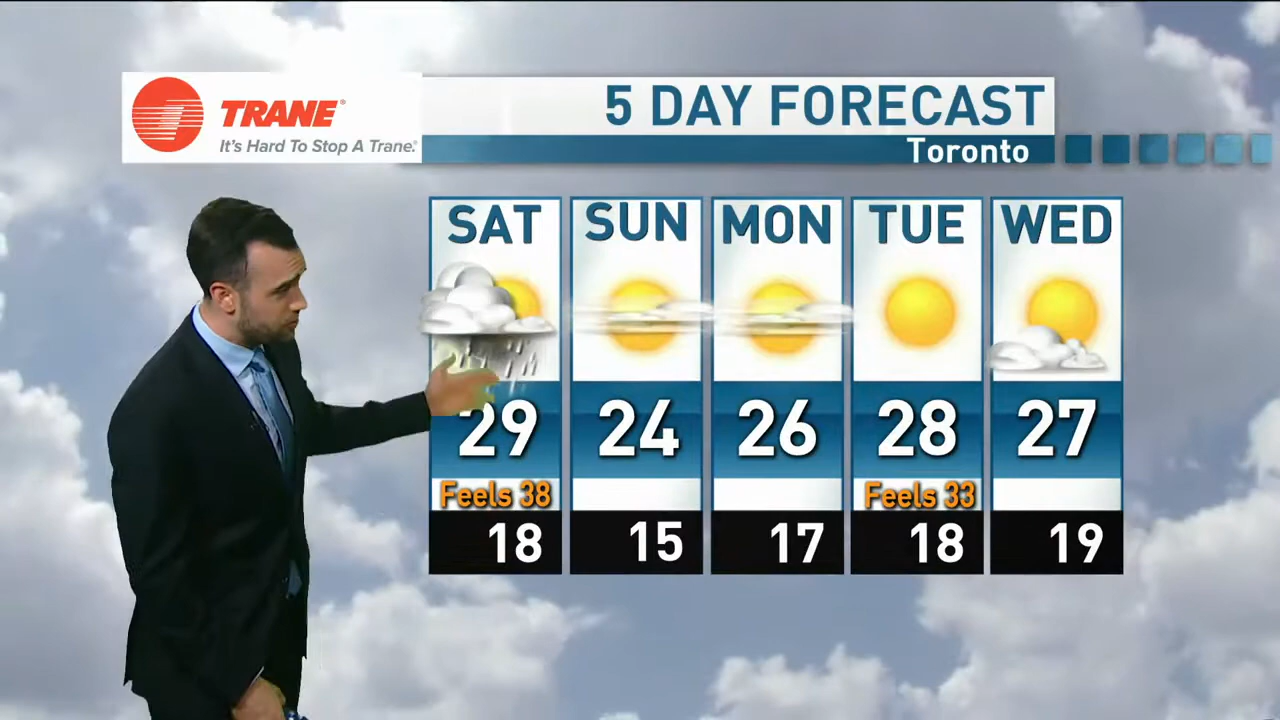 TRANE®
It's Hard To Stop A Trane.®
5 DAY FORECAST
Toronto
SAT SUN MON TUE WED
29 24 26 28 27
Feels 38 Feels 33
18 15 17 18 19